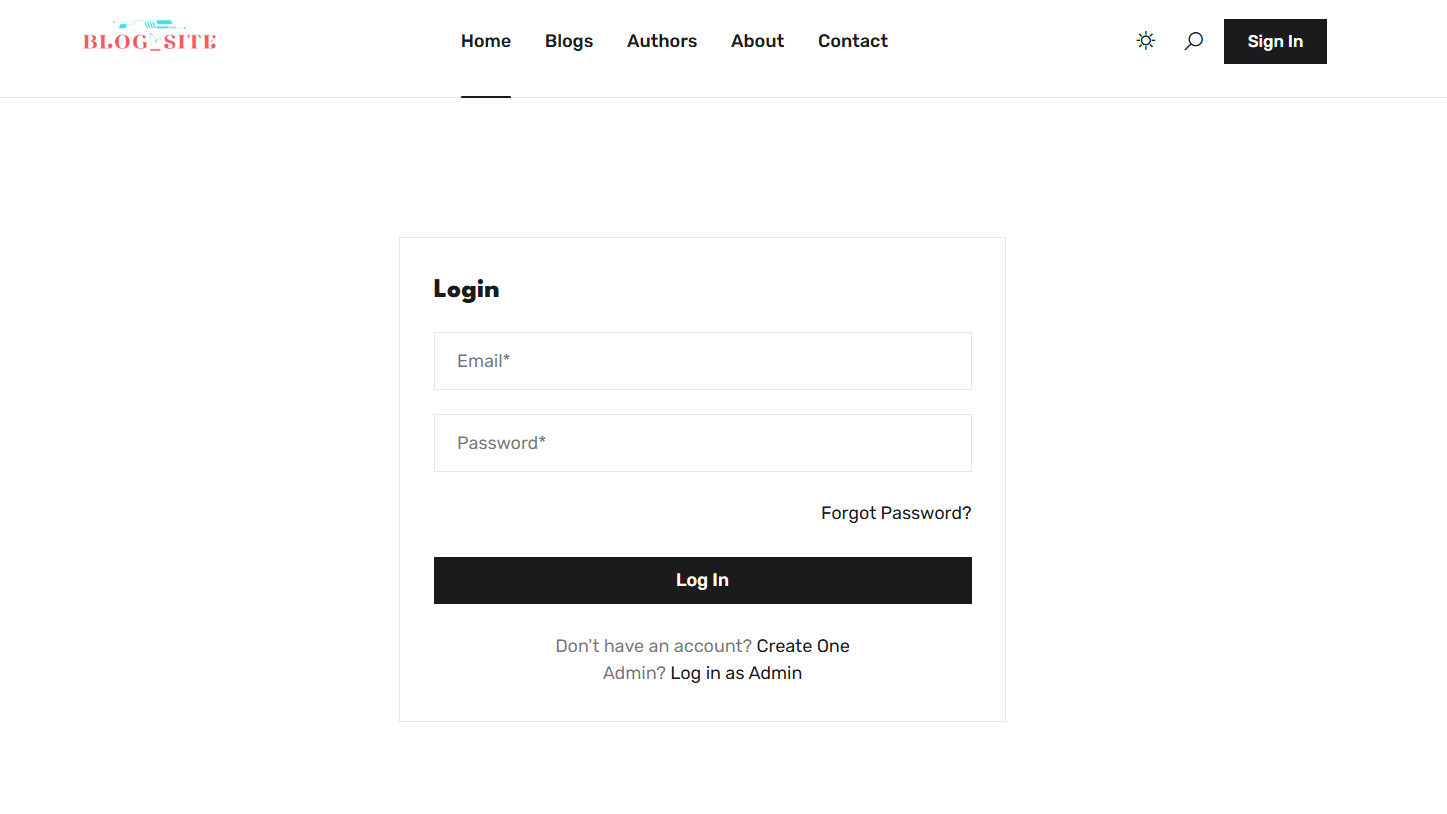 BLOG_SITE
Home Blogs Authors About Contact Sign In
Login
Email*
Password*
Forgot Password?
Log In
Don't have an account? Create One
Admin? Log in as Admin